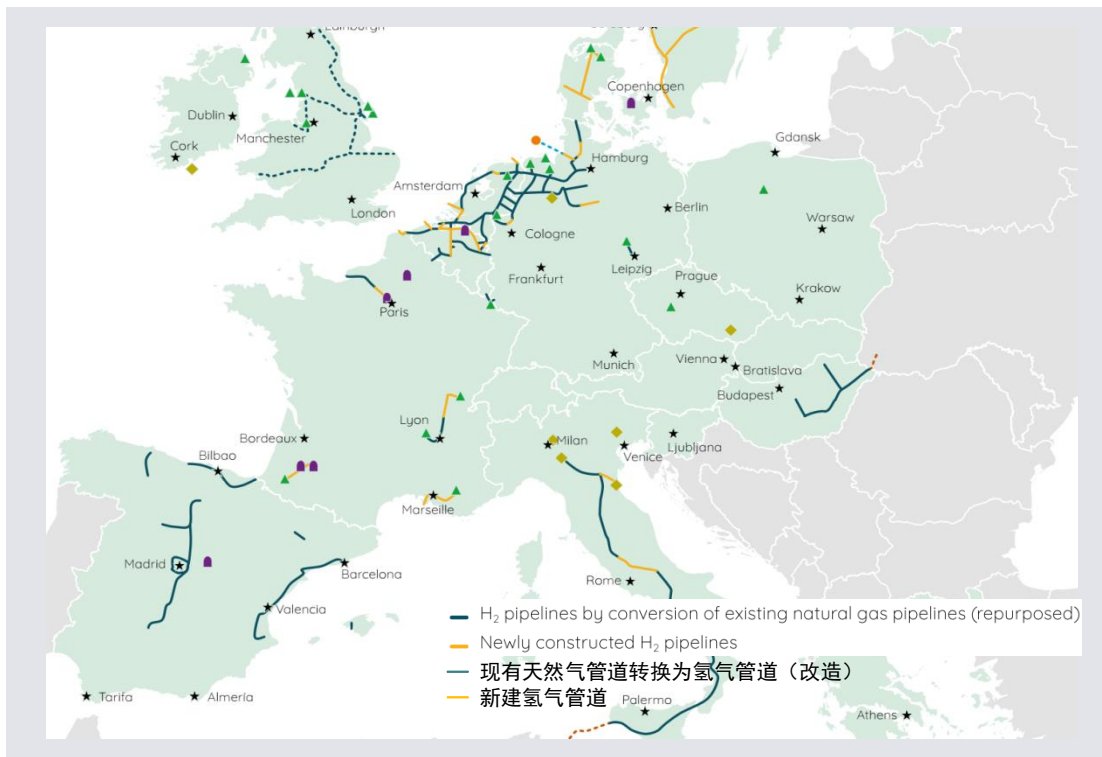 Edinburgh
Copenhagen
Dublin
Manchester
Gdansk
Cork
Hamburg
Amsterdam
London
Berlin
Warsaw
Cologne
Leipzig
Frankfurt
Prague
Krakow
Paris
Munich
Vienna
Bratislava
Budapest
Lyon
Bordeaux
Milan
Ljubljana
Venice
Bilbao
Marseille
Madrid
Barcelona
Rome
Valencia
H₂ pipelines by conversion of existing natural gas pipelines (repurposed)
Newly constructed H₂ pipelines
现有天然气管道转换为氢气管道（改造）
新建氢气管道
Tarifa
Almería
Palermo
Athens